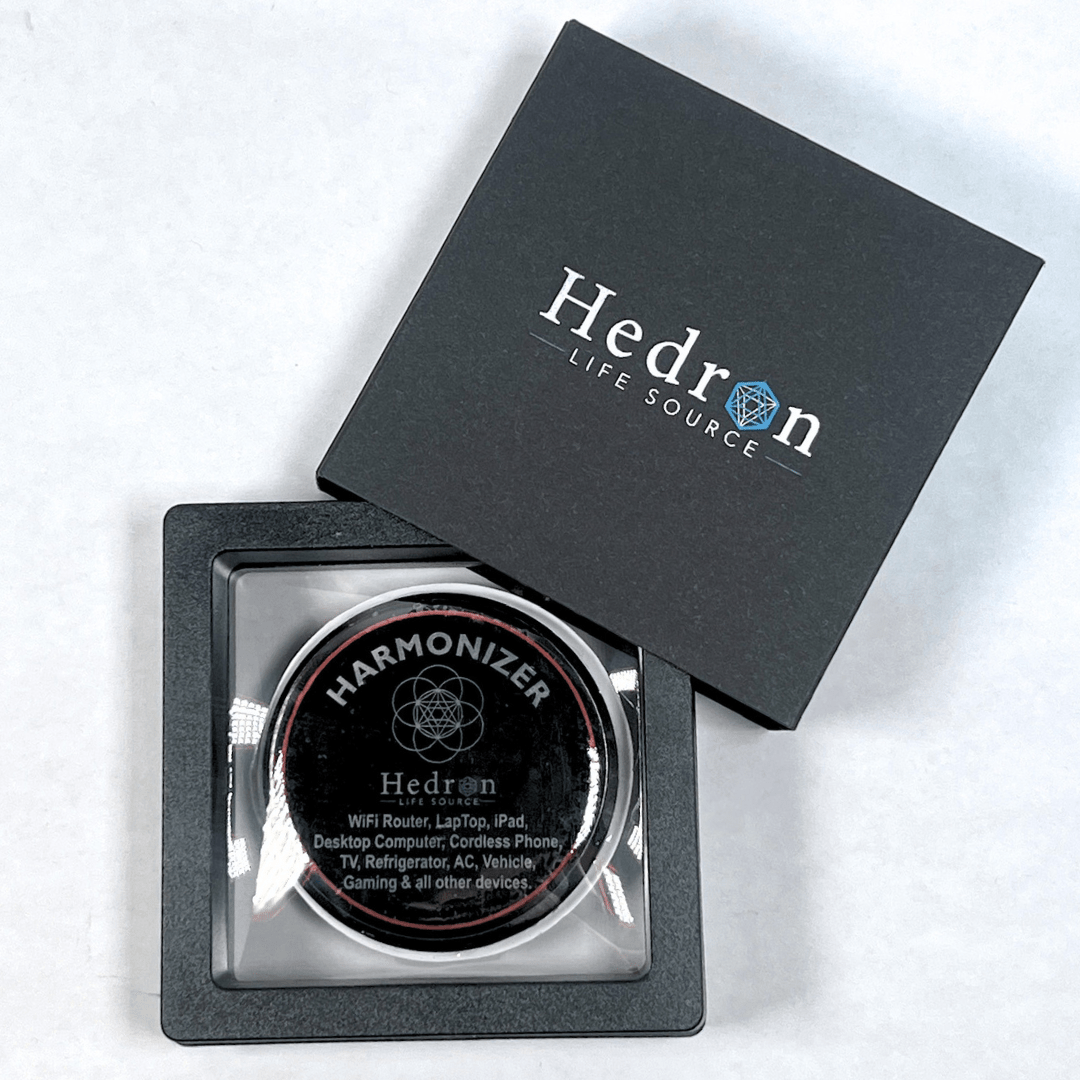 Hedron
LIFE SOURCE
HARMONIZER
Hedron
LIFE SOURCE
WiFi Router, LapTop, iPad,
Desktop Computer, Cordless Phone,
TV, Refrigerator, AC, Vehicle,
Gaming & all other devices.